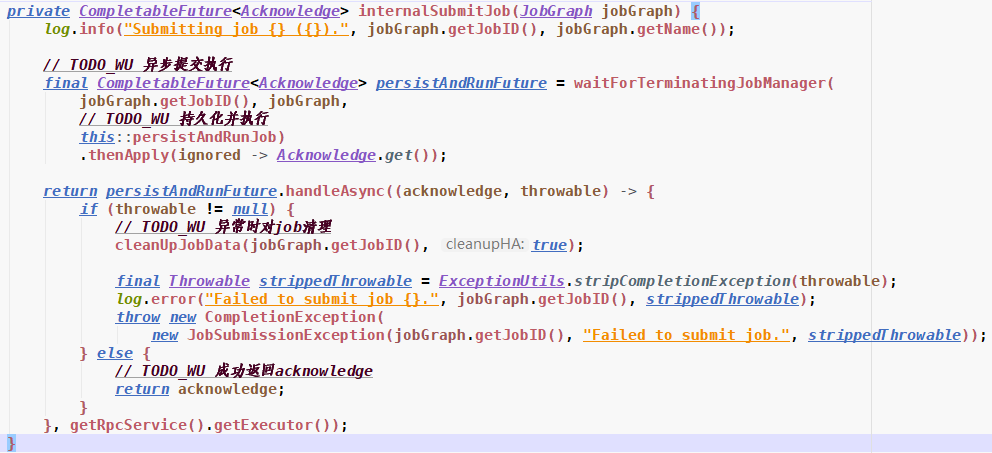 private CompletableFuture<Acknowledge> internalSubmitJob(JobGraph jobGraph) {
log.info("Submitting job {} ({}).", jobGraph.getJobID(), jobGraph.getName());
// TODO_WU 异步提交执行
final CompletableFuture<Acknowledge> persistAndRunFuture = waitForTerminatingJobManager(
jobGraph.getJobID(), jobGraph,
// TODO_WU 持久化并执行
this::persistAndRunJob)
.thenApply(ignored -> Acknowledge.get());
return persistAndRunFuture.handleAsync((acknowledge, throwable) -> {
if (throwable != null) {
// TODO_WU 异常时对job清理
cleanUpJobData(jobGraph.getJobID(), cleanupHA: true);
final Throwable strippedThrowable = ExceptionUtils.stripCompletionException(throwable);
log.error("Failed to submit job {}.", jobGraph.getJobID(), strippedThrowable);
throw new CompletionException(
new JobSubmissionException(jobGraph.getJobID(), "Failed to submit job.", strippedThrowable));
} else {
// TODO_WU 成功返回acknowledge
return acknowledge;
}
}, getRpcService().getExecutor());
}